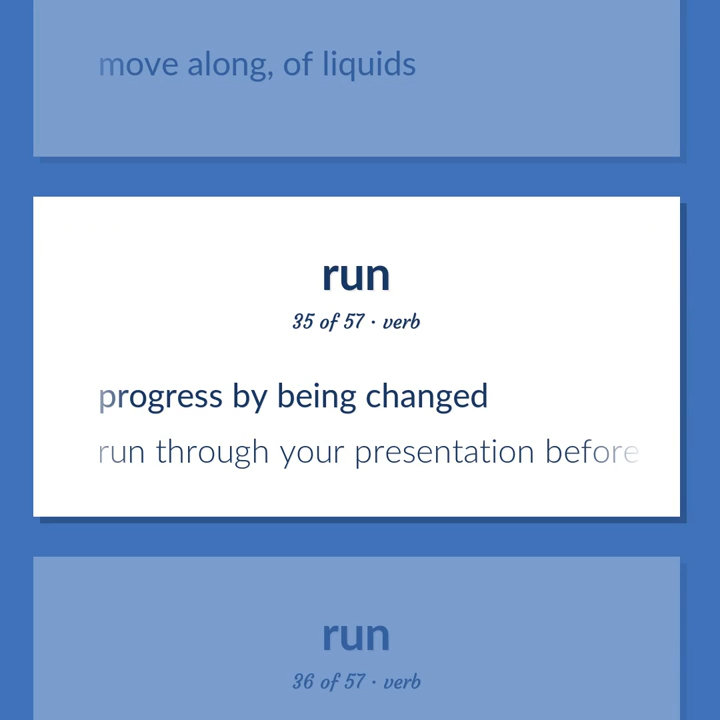 move along, of liquids
run
35 of 57 · verb
progress by being changed
run through your presentation before
run
36 of 57 · verb